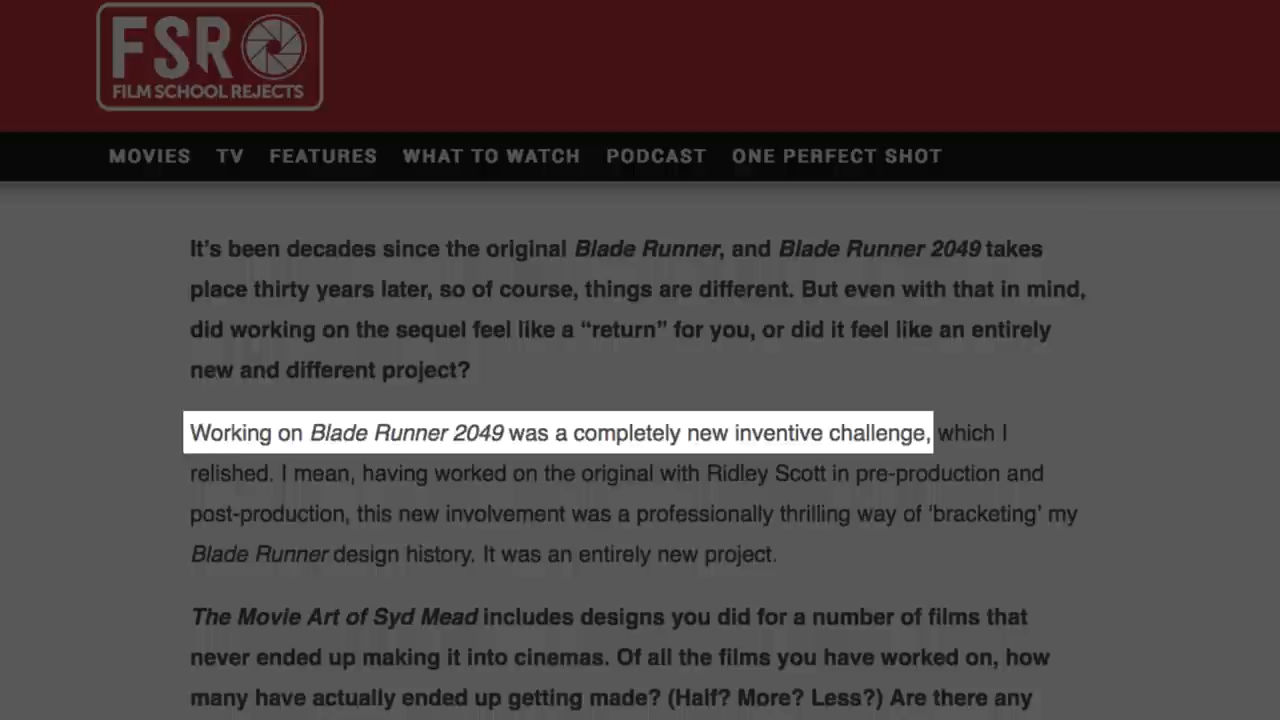 FSR
FILM SCHOOL REJECTS
MOVIES TV FEATURES WHAT TO WATCH PODCAST ONE PERFECT SHOT
It’s been decades since the original Blade Runner, and Blade Runner 2049 takes
place thirty years later, so of course, things are different. But even with that in mind,
did working on the sequel feel like a “return” for you, or did it feel like an entirely
new and different project?
Working on Blade Runner 2049 was a completely new inventive challenge, which I
relished. I mean, having worked on the original with Ridley Scott in pre-production and
post-production, this new involvement was a professionally thrilling way of ‘bracketing’ my
Blade Runner design history. It was an entirely new project.
The Movie Art of Syd Mead includes designs you did for a number of films that
never ended up making it into cinemas. Of all the films you have worked on, how
many have actually ended up getting made? (Half? More? Less?) Are there any